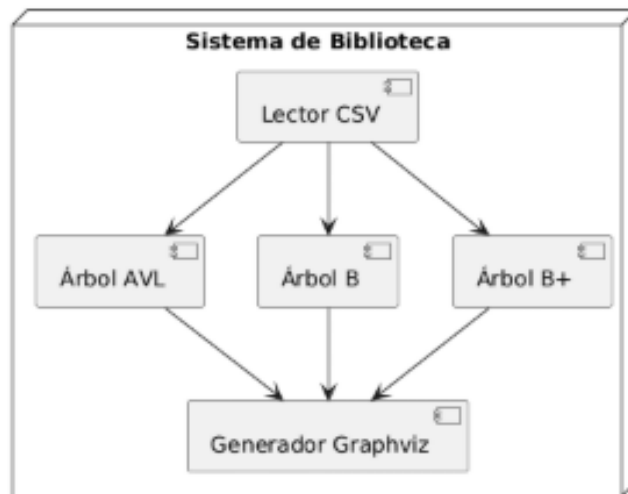 Sistema de Biblioteca
Lector CSV
Árbol AVL
Árbol B
Árbol B+
Generador Graphviz